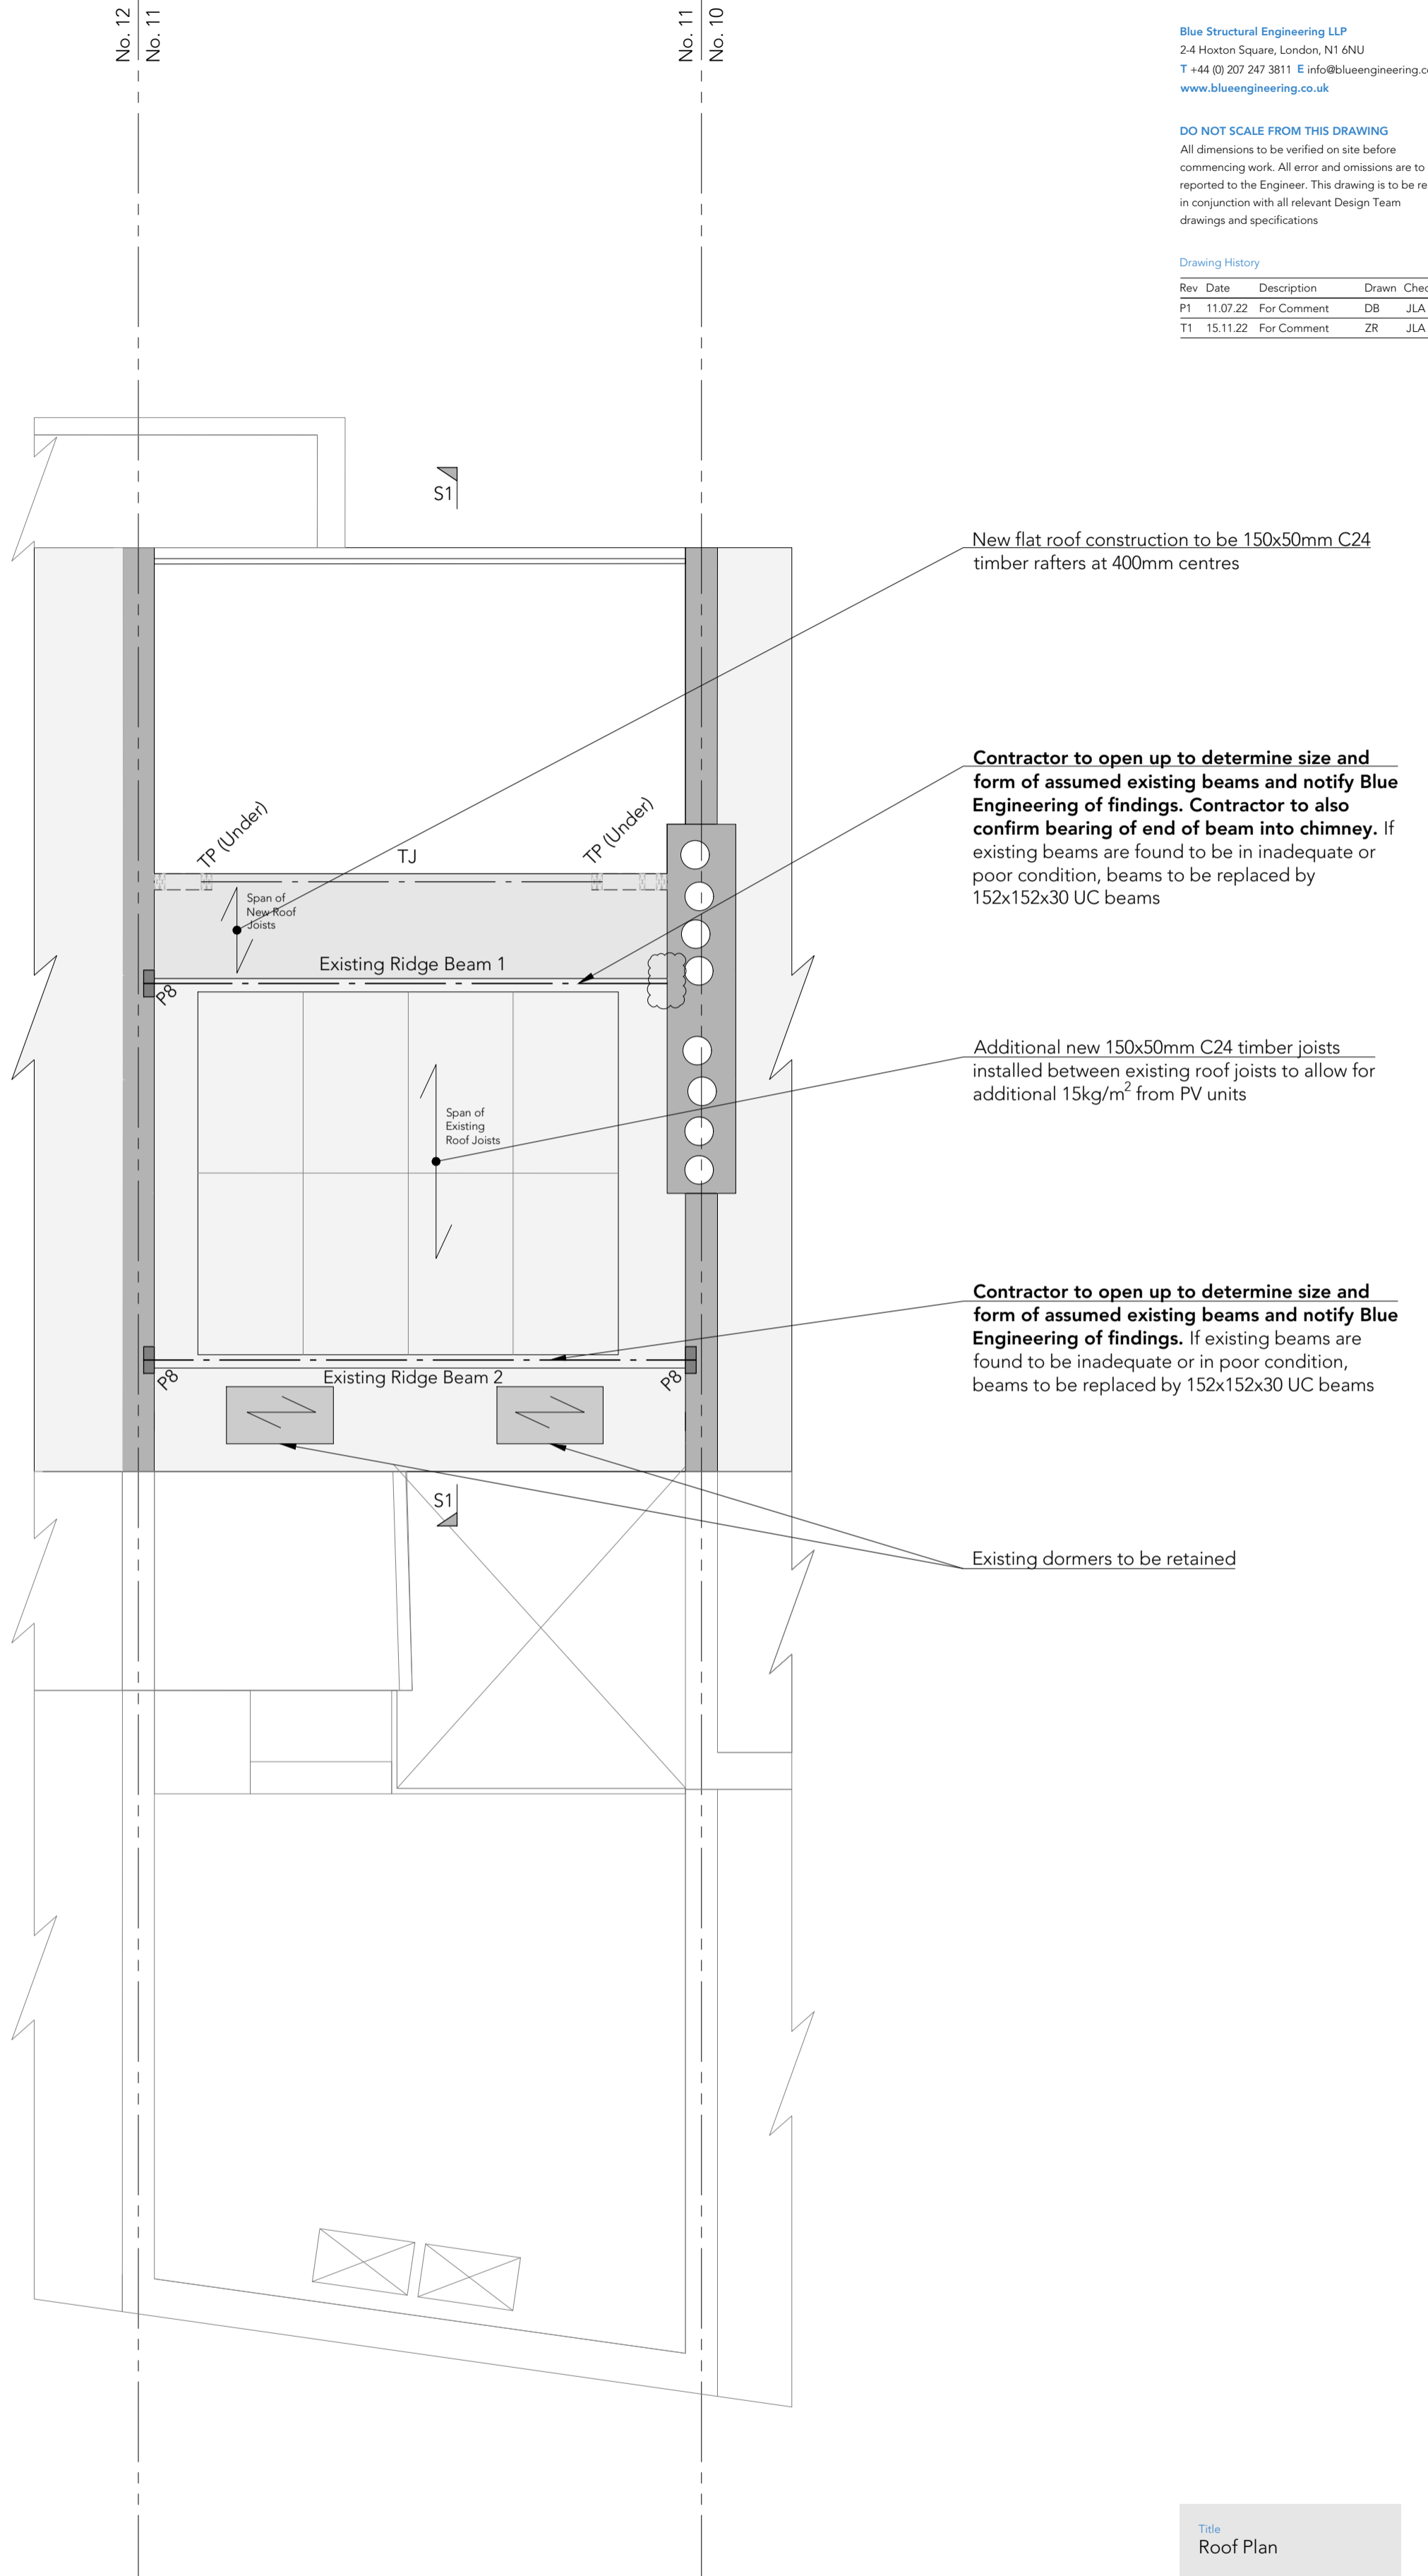 No. 12
No. 11
No. 11
No. 10
Blue Structural Engineering LLP
2-4 Hoxton Square, London, N1 6NU
T +44 (0) 207 247 3811 E info@blueengineering.c
www.blueengineering.co.uk
DO NOT SCALE FROM THIS DRAWING
All dimensions to be verified on site before
commencing work. All error and omissions are to
reported to the Engineer. This drawing is to be re
in conjunction with all relevant Design Team
drawings and specifications
Drawing History
Rev Date Description Drawn Chec
P1 11.07.22 For Comment DB JLA
T1 15.11.22 For Comment ZR JLA
S1
New flat roof construction to be 150x50mm C24
timber rafters at 400mm centres
Contractor to open up to determine size and
form of assumed existing beams and notify Blue
Engineering of findings. Contractor to also
confirm bearing of end of beam into chimney. If
existing beams are found to be in inadequate or
poor condition, beams to be replaced by
152x152x30 UC beams
TP (Under)
TJ
TP (Under)
Span of
New Roof
Joists
Existing Ridge Beam 1
P8
Additional new 150x50mm C24 timber joists
installed between existing roof joists to allow for
additional 15kg/m² from PV units
Span of
Existing
Roof Joists
Contractor to open up to determine size and
form of assumed existing beams and notify Blue
Engineering of findings. If existing beams are
found to be inadequate or in poor condition,
beams to be replaced by 152x152x30 UC beams
P8
Existing Ridge Beam 2
P8
S1
Existing dormers to be retained
Title
Roof Plan